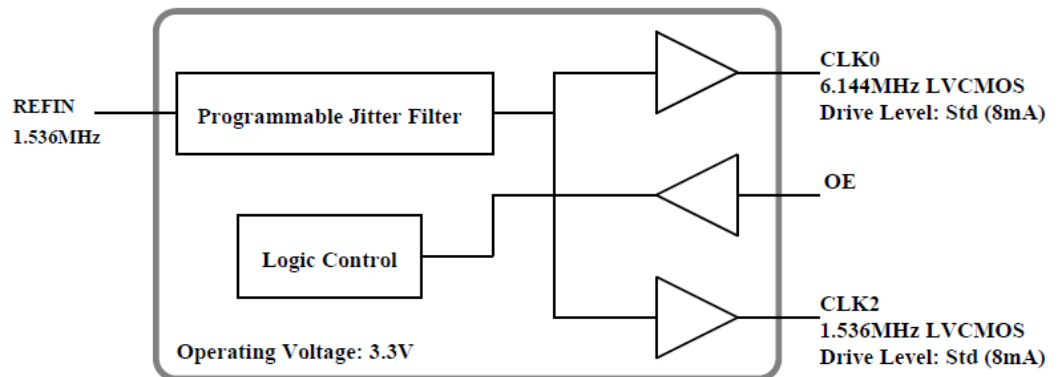 REFIN
1.536MHz
Programmable Jitter Filter
Logic Control
Operating Voltage: 3.3V
CLK0
6.144MHz LVCMOS
Drive Level: Std (8mA)
OE
CLK2
1.536MHz LVCMOS
Drive Level: Std (8mA)